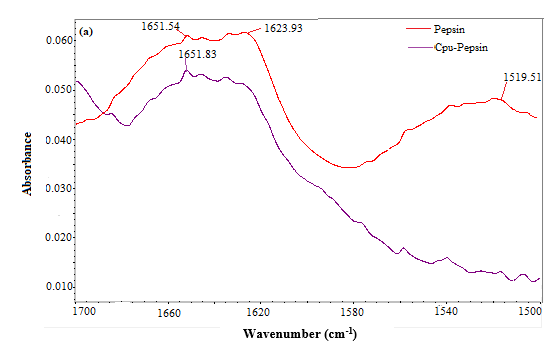 (a)
1651.54
1623.93
Pepsin
Cpu-Pepsin
1651.83
1519.51
0.060
0.050
0.040
0.030
0.020
0.010
Absorbance
1700 1660 1620 1580 1540 1500
Wavenumber (cm-1)